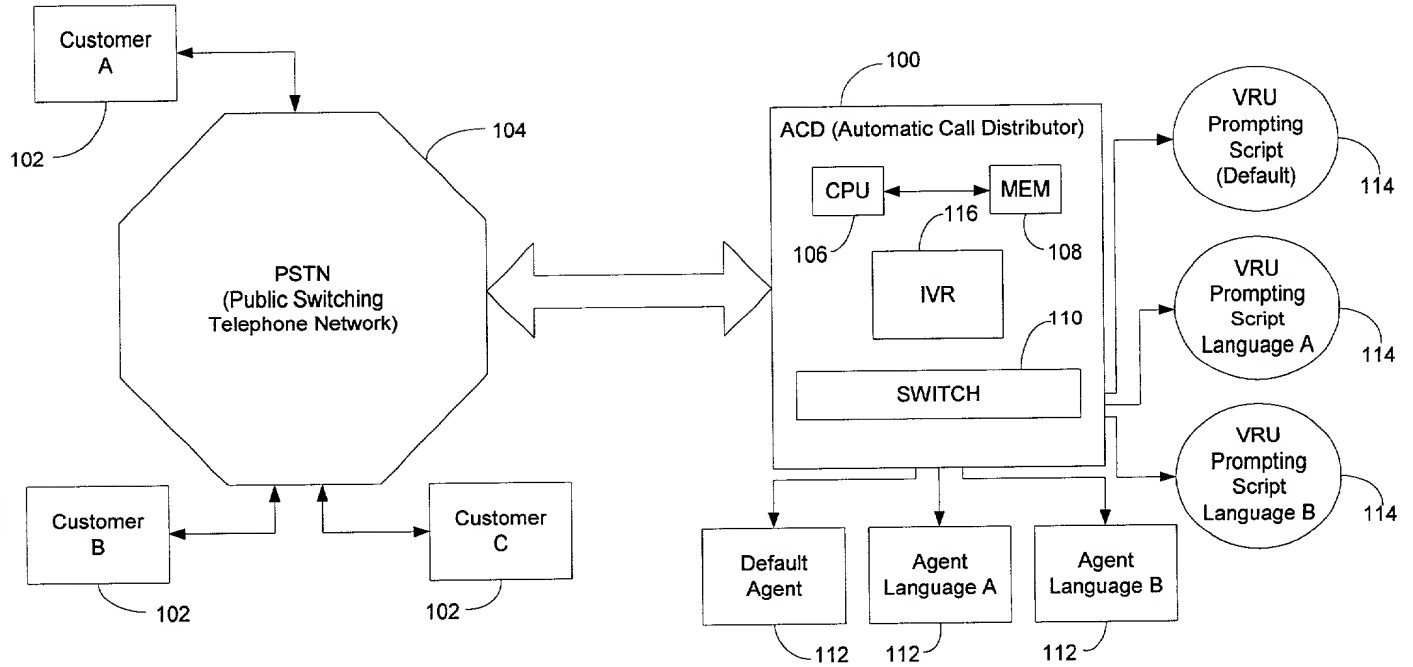 Customer
A
102
104
PSTN
(Public Switching
Telephone Network)
Customer
B
102
Customer
C
102
100
ACD (Automatic Call Distributor)
CPU
MEM
106
116
108
IVR
110
SWITCH
VRU
Prompting
Script
(Default)
114
VRU
Prompting
Script
Language A
114
VRU
Prompting
Script
Language B
114
Default
Agent
112
Agent
Language A
112
Agent
Language B
112